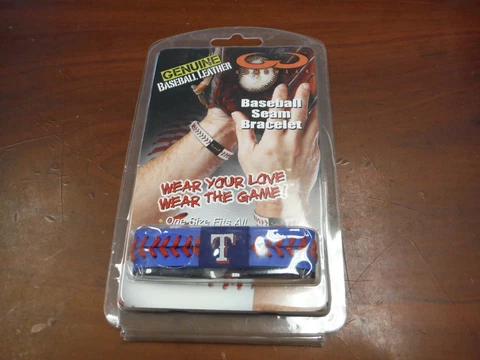 GENUINE
BASEBALL LEATHER
Baseball
Seam
Bracelet
WEAR YOUR LOVE
WEAR THE GAME!
One Size Fits All
T